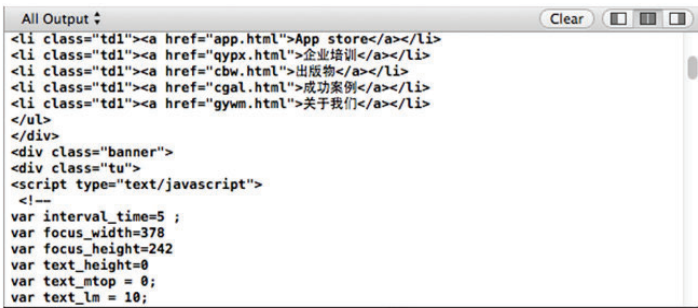 All Output
Clear
<li class="td1"><a href="app.html">App store</a></li>
<li class="td1"><a href="qypx.html">企业培训</a></li>
<li class="td1"><a href="cbw.html">出版物</a></li>
<li class="td1"><a href="cgal.html">成功案例</a></li>
<li class="td1"><a href="gywm.html">关于我们</a></li>
</ul>
</div>
<div class="banner">
<div class="tu">
<script type="text/javascript">
<!--
var interval_time=5 ;
var focus_width=378
var focus_height=242
var text_height=0
var text_mtop = 0;
var text_lm = 10;